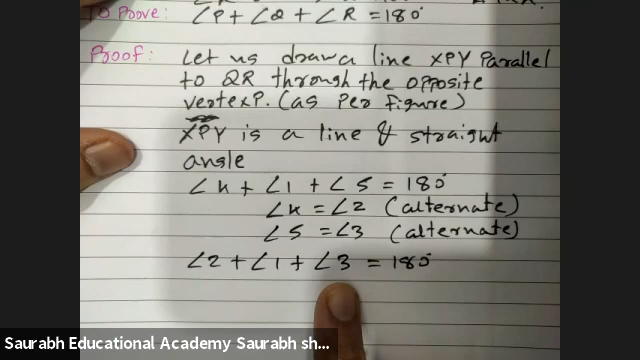 To Prove: ∠P + ∠Q + ∠R = 180°
Proof: Let us draw a line XPY Parallel
to QR through the opposite
vertex P. (as per figure)
XPY is a line & straight
angle
∠4 + ∠1 + ∠5 = 180°
∠4 = ∠2 (alternate)
∠5 = ∠3 (alternate)
∠2 + ∠1 + ∠3 = 180°
Saurabh Educational Academy Saurabh sh...